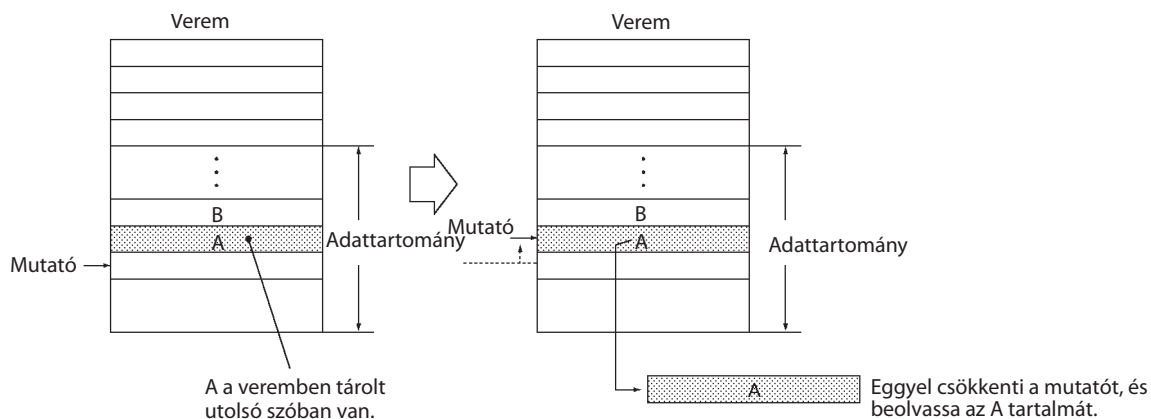 Verem
B
A
Mutató
Adattartomány
A a veremben tárolt
utolsó szóban van.
Verem
B
Mutató
A
Adattartomány
A
Eggyel csökkenti a mutatót, és
beolvassa az A tartalmát.